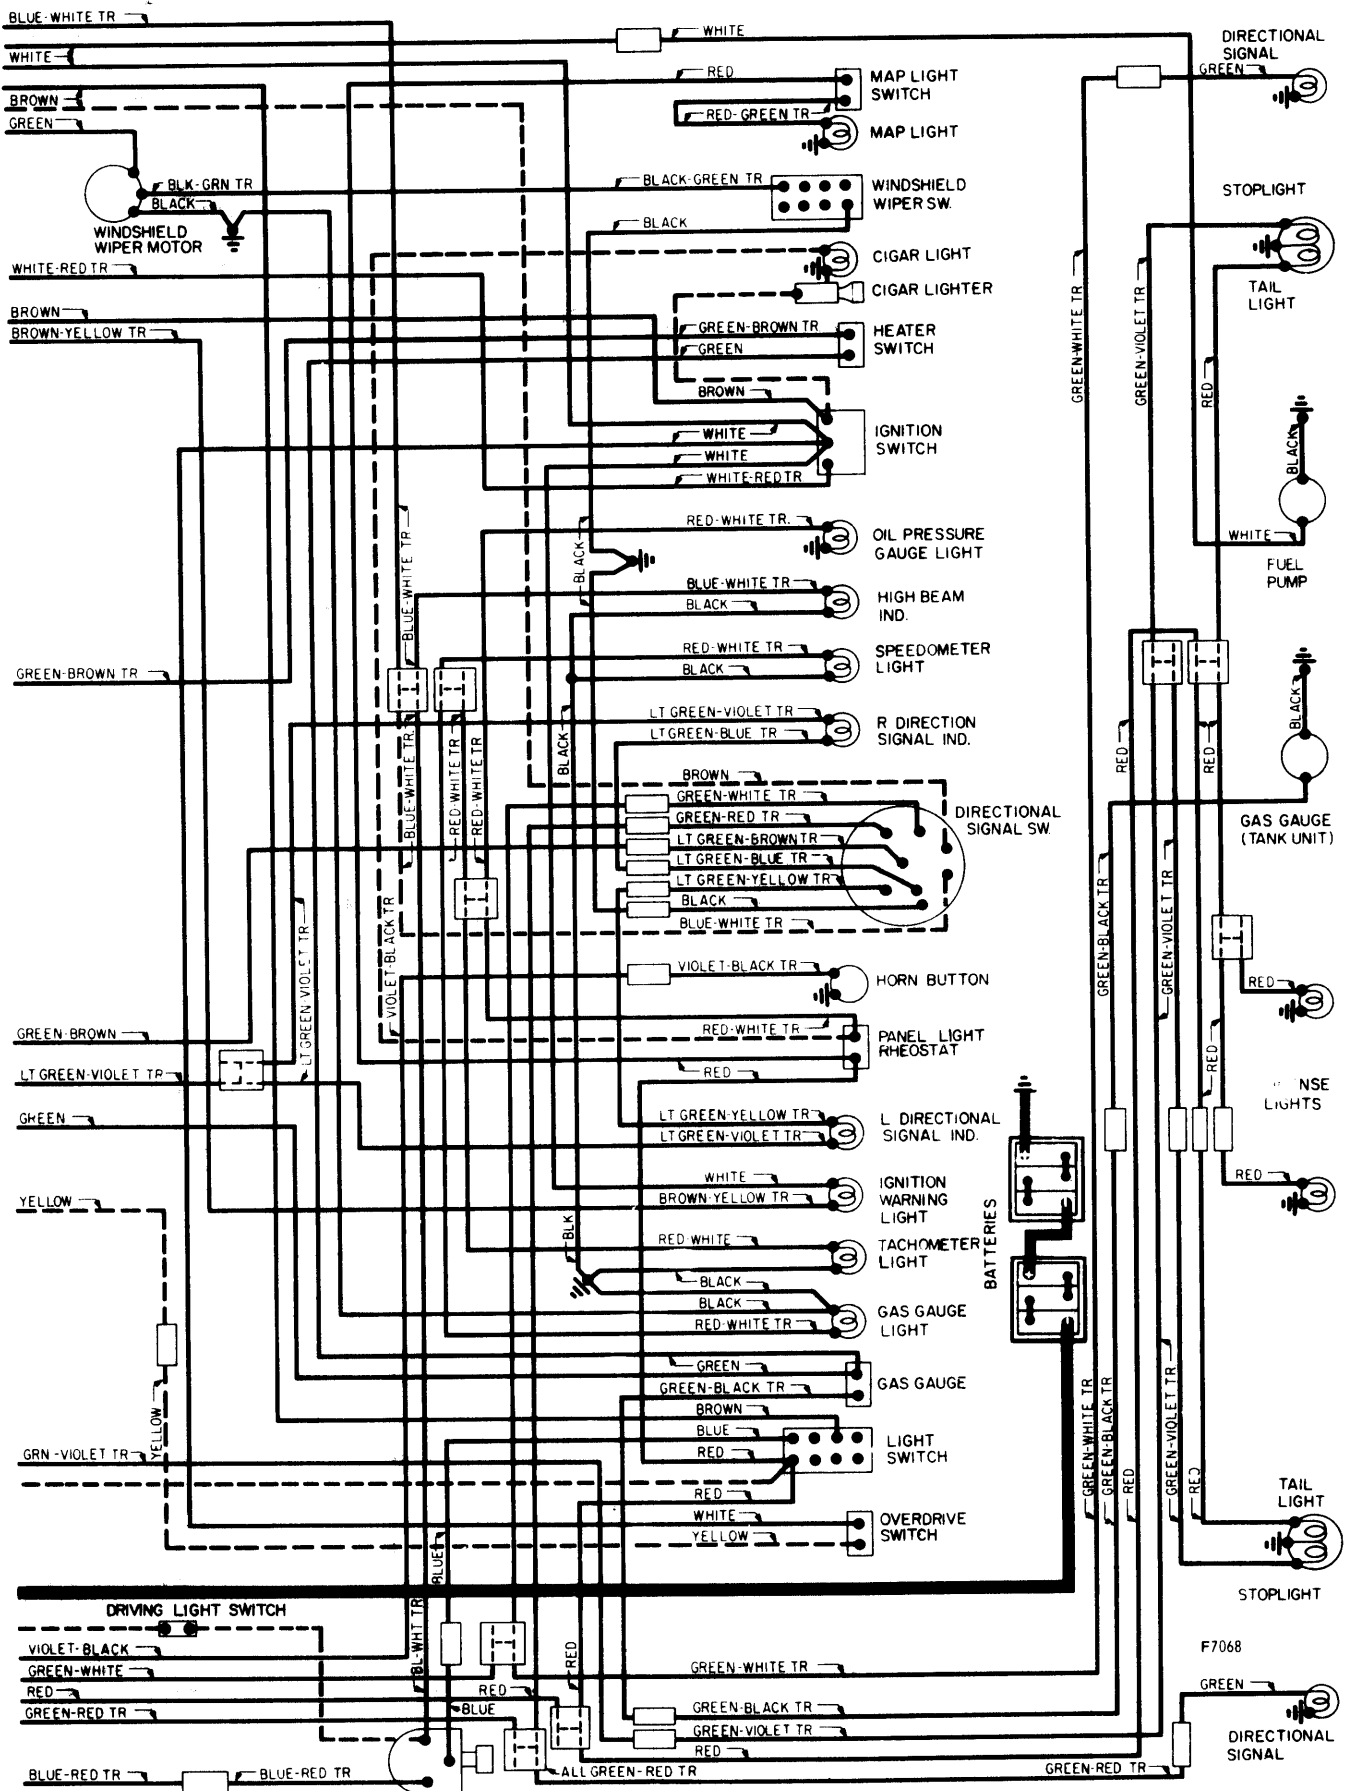 BLUE-WHITE TR
WHITE
WHITE
DIRECTIONAL
SIGNAL
GREEN
BROWN
GREEN
RED
MAP LIGHT
SWITCH
RED-GREEN TR
MAP LIGHT
BLK-GRN TR
BLACK
WINDSHIELD
WIPER MOTOR
BLACK-GREEN TR
WINDSHIELD
WIPER SW.
BLACK
STOPLIGHT
TAIL
LIGHT
WHITE-RED TR
CIGAR LIGHT
CIGAR LIGHTER
BROWN
BROWN-YELLOW TR
GREEN-BROWN TR
GREEN
HEATER
SWITCH
GREEN-WHITE TR
GREEN-VIOLET TR
RED
BROWN
WHITE
WHITE
WHITE-RED TR
IGNITION
SWITCH
BLACK
WHITE
FUEL
PUMP
BLUE-WHITE TR
RED-WHITE TR.
OIL PRESSURE
GAUGE LIGHT
BLACK
BLUE-WHITE TR
BLACK
HIGH BEAM
IND.
GREEN-BROWN TR
RED-WHITE TR
BLACK
SPEEDOMETER
LIGHT
BLACK
LT GREEN-VIOLET TR
LT GREEN-BLUE TR
R DIRECTION
SIGNAL IND.
RED
RED
BLACK
GAS GAUGE
(TANK UNIT)
BLUE-WHITE TR.
RED-WHITE TR
RED-WHITE TR
BROWN
GREEN-WHITE TR
GREEN-RED TR
LT GREEN-BROWN TR
LT GREEN-BLUE TR
LT GREEN-YELLOW TR
BLACK
BLUE-WHITE TR
DIRECTIONAL
SIGNAL SW.
GREEN-BLACK TR
GREEN-VIOLET TR
VIOLET-BLACK TR
LT GREEN-VIOLET TR
VIOLET-BLACK TR
HORN BUTTON
RED
GREEN-BROWN
RED-WHITE TR
PANEL LIGHT
RHEOSTAT
RED
RED
LT GREEN-VIOLET TR
NSE
LIGHTS
GREEN
LT GREEN-YELLOW TR
LT GREEN-VIOLET TR
L DIRECTIONAL
SIGNAL IND.
YELLOW
WHITE
BROWN-YELLOW TR
IGNITION
WARNING
LIGHT
RED
BATTERIES
BLK
RED-WHITE
TACHOMETER
LIGHT
BLACK
BLACK
RED-WHITE TR
GAS GAUGE
LIGHT
GREEN
GREEN-BLACK TR
GAS GAUGE
YELLOW
BROWN
BLUE
RED
LIGHT
SWITCH
GREEN-WHITE TR
GREEN-BLACK TR
RED
GREEN-VIOLET TR
RED
GRN-VIOLET TR
RED
WHITE
YELLOW
OVERDRIVE
SWITCH
TAIL
LIGHT
STOPLIGHT
BLUE
DRIVING LIGHT SWITCH
BL-WHT TR
VIOLET-BLACK
GREEN-WHITE
RED
GREEN-RED TR
RED
RED
BLUE
GREEN-WHITE TR
F7068
GREEN
GREEN-BLACK TR
GREEN-VIOLET TR
RED
DIRECTIONAL
SIGNAL
BLUE-RED TR
BLUE-RED TR
ALL GREEN-RED TR
GREEN-RED TR